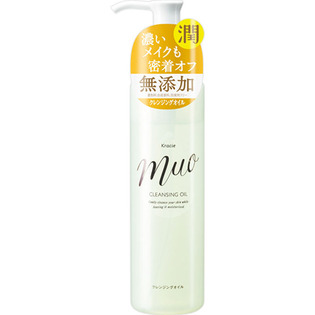 潤
濃い
メイクも
密着オフ
無添加
クレンジングオイル
Kracie
muo
CLEANSING OIL
クレンジングオイル